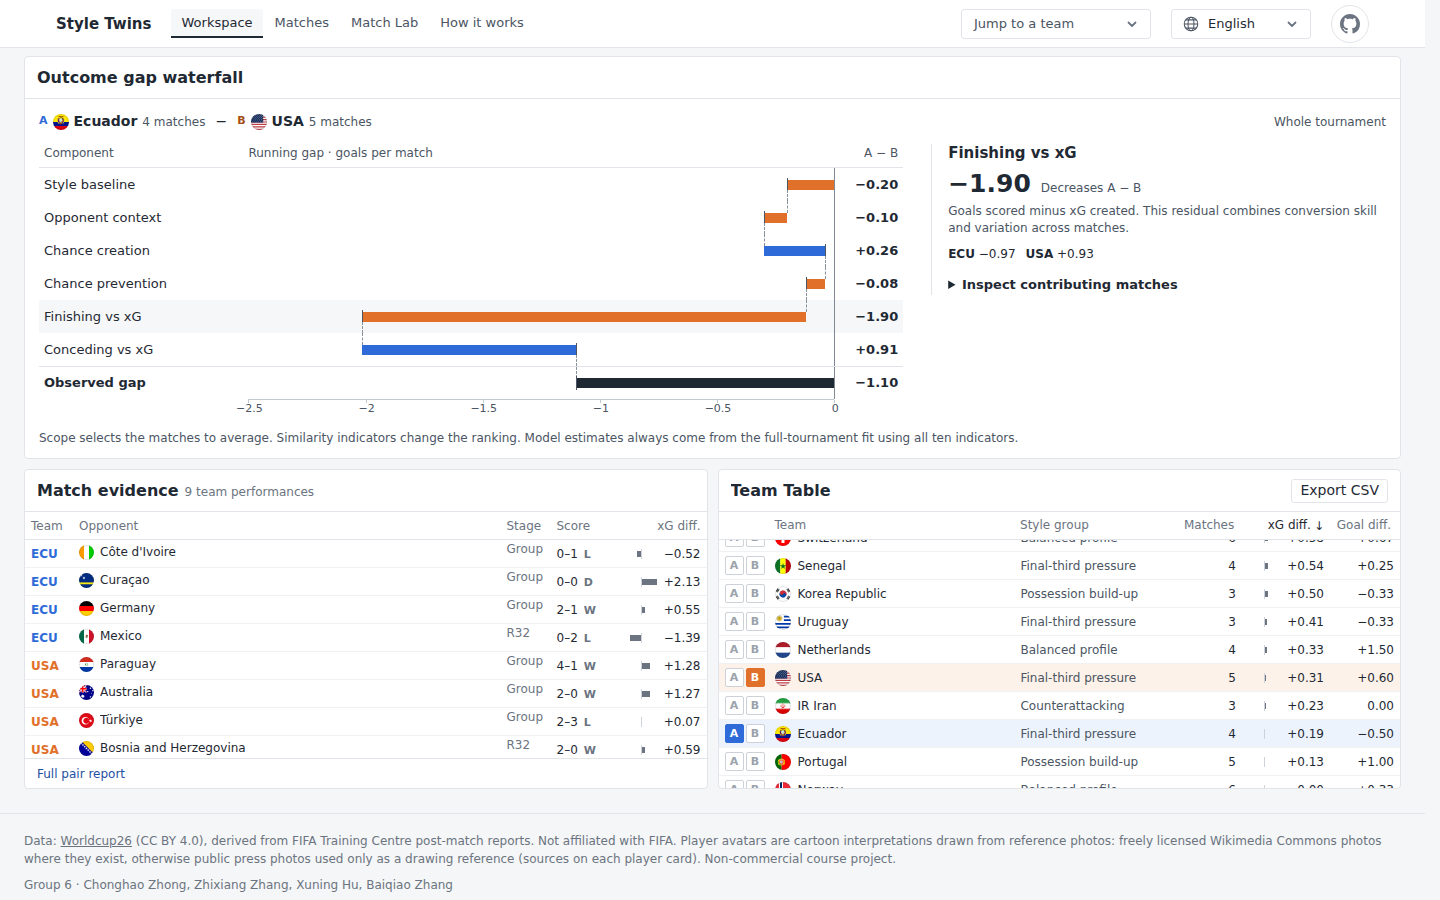 Style Twins Workspace Matches Match Lab How it works Jump to a team English
Outcome gap waterfall
A Ecuador 4 matches – B USA 5 matches Whole tournament
Component Running gap · goals per match A − B
Style baseline −0.20
Opponent context −0.10
Chance creation +0.26
Chance prevention −0.08
Finishing vs xG −1.90
Conceding vs xG +0.91
Observed gap −1.10
−2.5 −2 −1.5 −1 −0.5 0
Finishing vs xG
−1.90 Decreases A − B
Goals scored minus xG created. This residual combines conversion skill
and variation across matches.
ECU −0.97 USA +0.93
▶ Inspect contributing matches
Scope selects the matches to average. Similarity indicators change the ranking. Model estimates always come from the full-tournament fit using all ten indicators.
Match evidence 9 team performances
Team Opponent Stage Score xG diff.
ECU Côte d'Ivoire Group 0–1 L −0.52
ECU Curaçao Group 0–0 D +2.13
ECU Germany Group 2–1 W +0.55
ECU Mexico R32 0–2 L −1.39
USA Paraguay Group 4–1 W +1.28
USA Australia Group 2–0 W +1.27
USA Türkiye Group 2–3 L +0.07
USA Bosnia and Herzegovina R32 2–0 W +0.59
Full pair report
Team Table Export CSV
Team Style group Matches xG diff. ↓ Goal diff.
A B Senegal Final-third pressure 4 +0.54 +0.25
A B Korea Republic Possession build-up 3 +0.50 −0.33
A B Uruguay Final-third pressure 3 +0.41 −0.33
A B Netherlands Balanced profile 4 +0.33 +1.50
A B USA Final-third pressure 5 +0.31 +0.60
A B IR Iran Counterattacking 3 +0.23 0.00
A B Ecuador Final-third pressure 4 +0.19 −0.50
A B Portugal Possession build-up 5 +0.13 +1.00
Data: Worldcup26 (CC BY 4.0), derived from FIFA Training Centre post-match reports. Not affiliated with FIFA. Player avatars are cartoon interpretations drawn from reference photos: freely licensed Wikimedia Commons photos
where they exist, otherwise public press photos used only as a drawing reference (sources on each player card). Non-commercial course project.
Group 6 · Chonghao Zhong, Zhixiang Zhang, Xuning Hu, Baiqiao Zhang